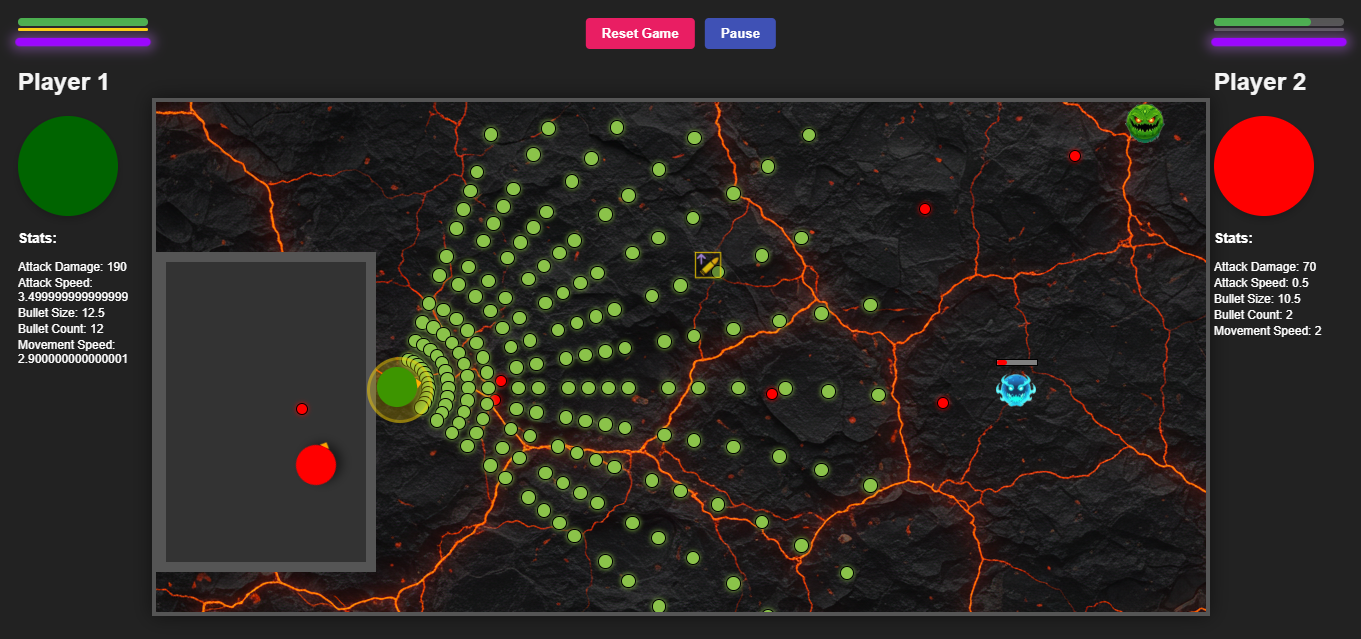 Reset Game
Pause
Player 1
Stats:
Attack Damage: 190
Attack Speed:
3.499999999999999
Bullet Size: 12.5
Bullet Count: 12
Movement Speed:
2.900000000000001
Player 2
Stats:
Attack Damage: 70
Attack Speed: 0.5
Bullet Size: 10.5
Bullet Count: 2
Movement Speed: 2